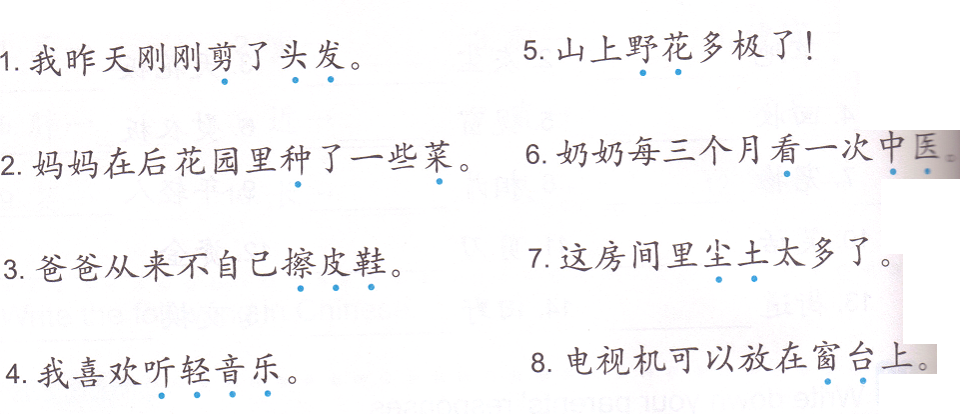 1. 我昨天刚刚剪了头发。
2. 妈妈在后花园里种了一些菜。
3. 爸爸从来不自己擦皮鞋。
4. 我喜欢听轻音乐。
5. 山上野花多极了！
6. 奶奶每三个月看一次中医。
7. 这房间里尘土太多了。
8. 电视机可以放在窗台上。